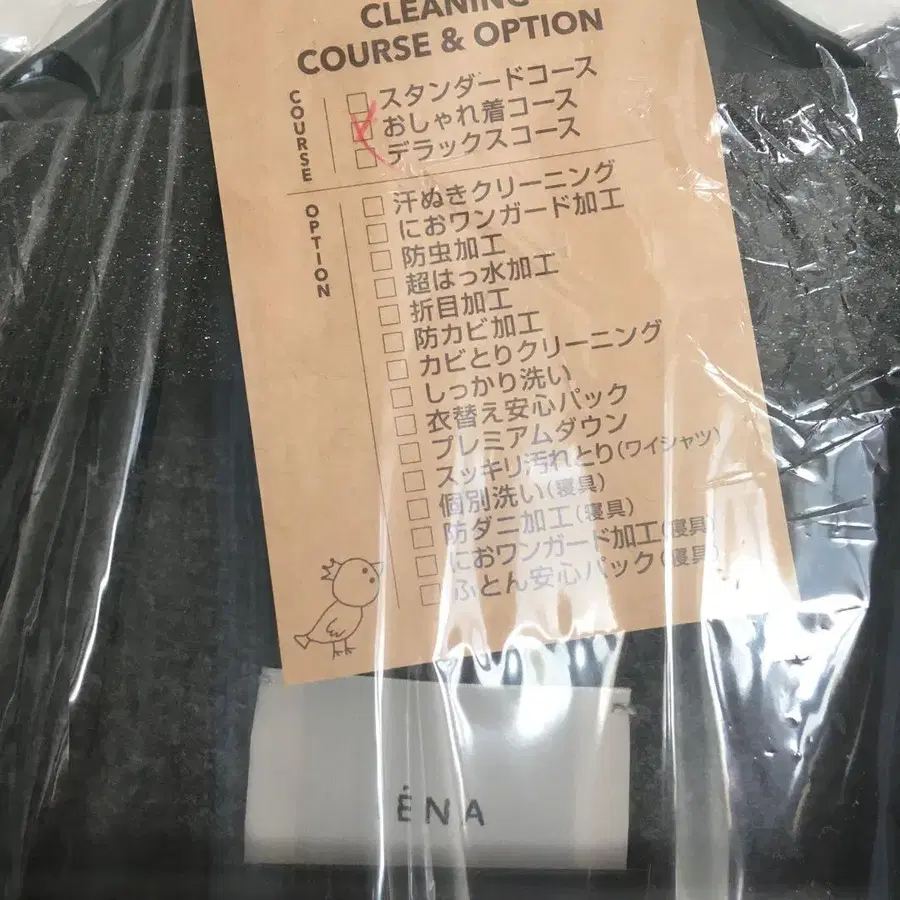 CLEANING
COURSE & OPTION
COURSE
スタンダードコース
おしゃれ着コース
デラックスコース
OPTION
汗ぬきクリーニング
におワンガード加工
防虫加工
超はっ水加工
折目加工
防カビ加工
カビとりクリーニング
しっかり洗い
衣替え安心パック
プレミアムダウン
スッキリ汚れとり(ワイシャツ)
個別洗い(寝具)
防ダニ加工(寝具)
におワンガード加工(寝具)
ふとん安心パック(寝具)
ÉNA